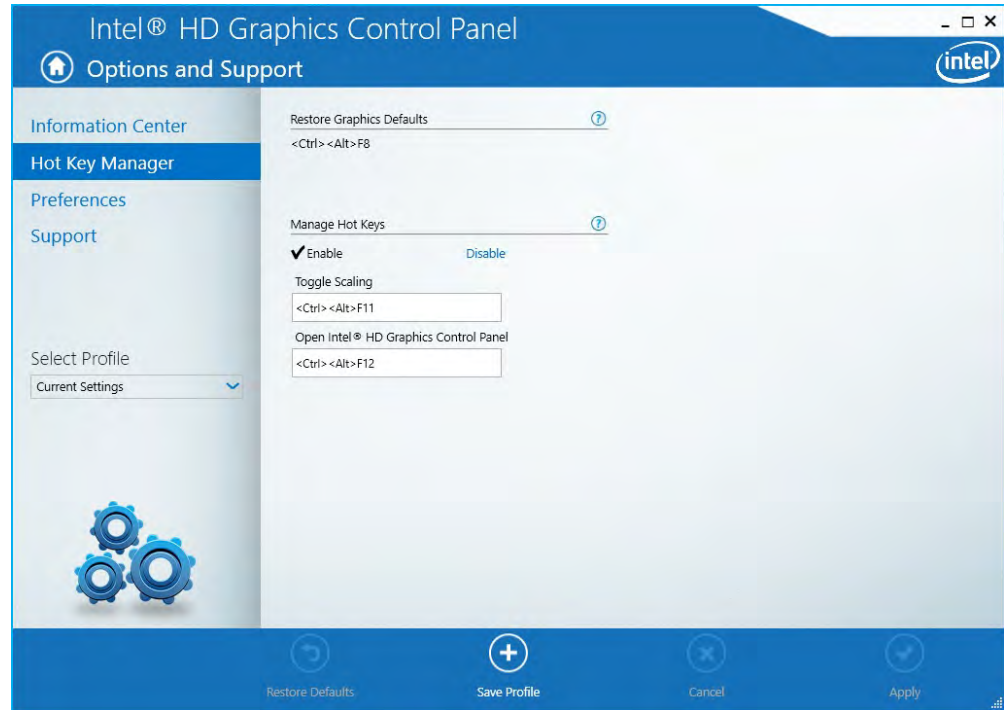 Intel® HD Graphics Control Panel
Options and Support
intel
Information Center
Hot Key Manager
Preferences
Support
Select Profile
Current Settings
Restore Graphics Defaults ?
<Ctrl><Alt>F8
Manage Hot Keys ?
Enable Disable
Toggle Scaling
<Ctrl><Alt>F11
Open Intel® HD Graphics Control Panel
<Ctrl><Alt>F12
Restore Defaults Save Profile Cancel Apply